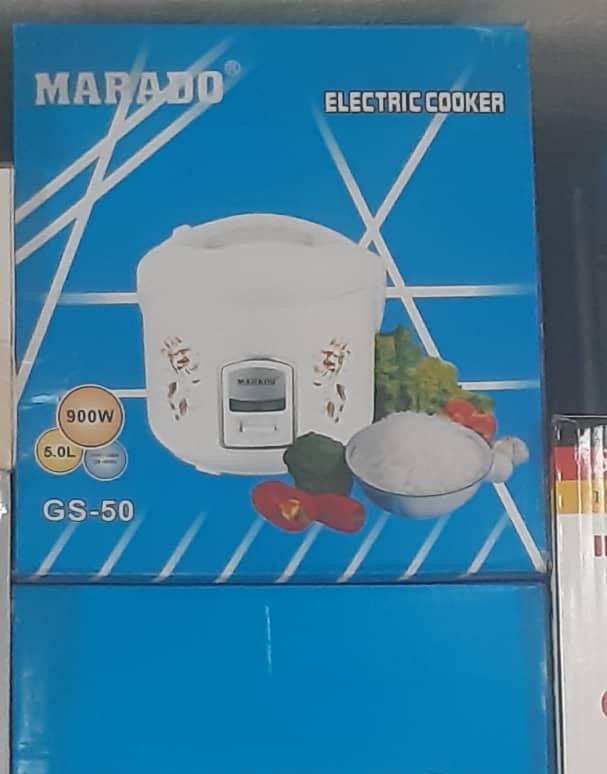 MARADO®
ELECTRIC COOKER
MARADO
900W
5.0L
GS-50